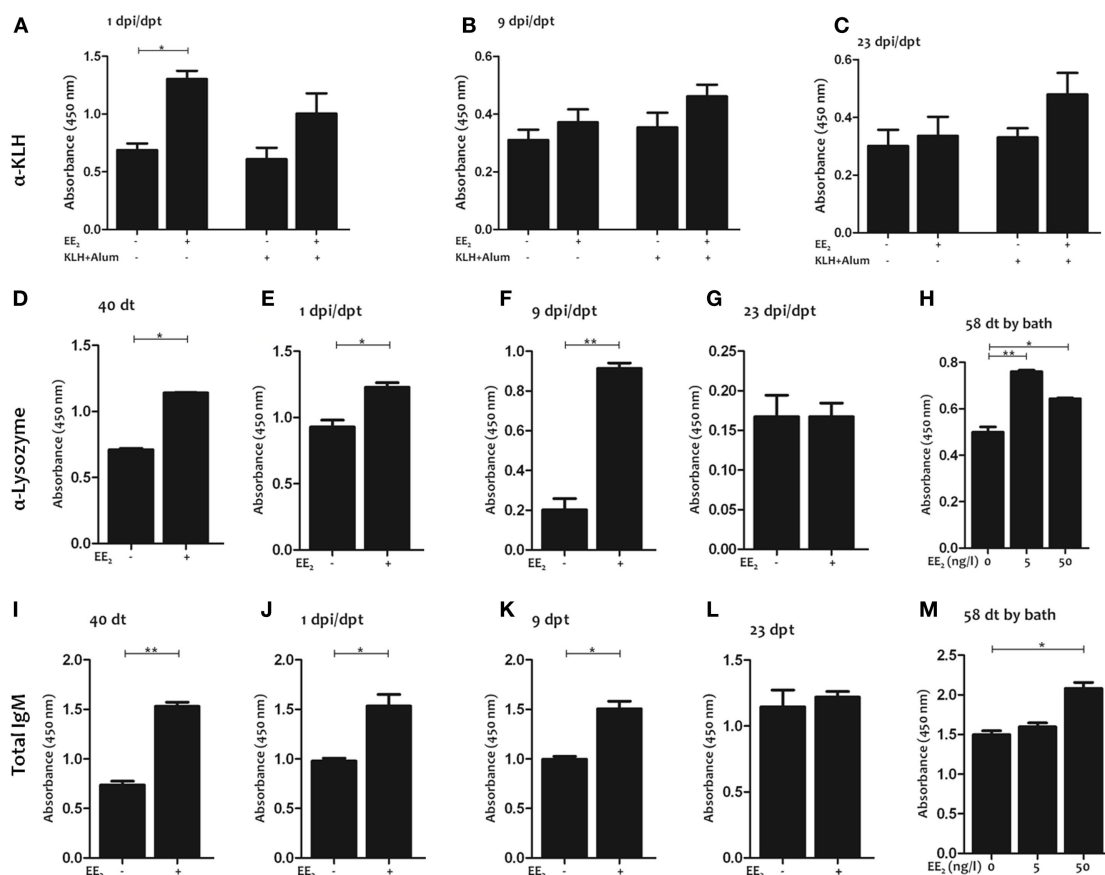 A 1 dpi/dpt
B 9 dpi/dpt
C 23 dpi/dpt
α-KLH
Absorbance (450 nm)
1.5
1.0
0.5
0.0
*
EE₂ - + - +
KLH+Alum + +
Absorbance (450 nm)
0.6
0.4
0.2
0.0
EE₂ - + - +
KLH+Alum + +
Absorbance (450 nm)
0.6
0.4
0.2
0.0
EE₂ - + - +
KLH+Alum + +
D 40 dt
E 1 dpi/dpt
F 9 dpi/dpt
G 23 dpi/dpt
H 58 dt by bath
α-Lysozyme
Absorbance (450 nm)
1.5
1.0
0.5
0.0
*
EE₂ - +
Absorbance (450 nm)
1.5
1.0
0.5
0.0
*
EE₂ - +
Absorbance (450 nm)
1.0
0.8
0.6
0.4
0.2
0.0
**
EE₂ - +
Absorbance (450 nm)
0.25
0.20
0.15
0.10
0.05
0.00
EE₂ - +
Absorbance (450 nm)
0.8
0.6
0.4
0.2
0.0
*
**
EE₂ (ng/l) 0 5 50
I 40 dt
J 1 dpi/dpt
K 9 dpt
L 23 dpt
M 58 dt by bath
Total IgM
Absorbance (450 nm)
2.0
1.5
1.0
0.5
0.0
**
EE₂ - +
Absorbance (450 nm)
2.0
1.5
1.0
0.5
0.0
*
EE₂ - +
Absorbance (450 nm)
2.0
1.5
1.0
0.5
0.0
*
EE₂ - +
Absorbance (450 nm)
1.5
1.0
0.5
0.0
EE₂ - +
Absorbance (450 nm)
2.5
2.0
1.5
1.0
0.5
0.0
*
EE₂ (ng/l) 0 5 50